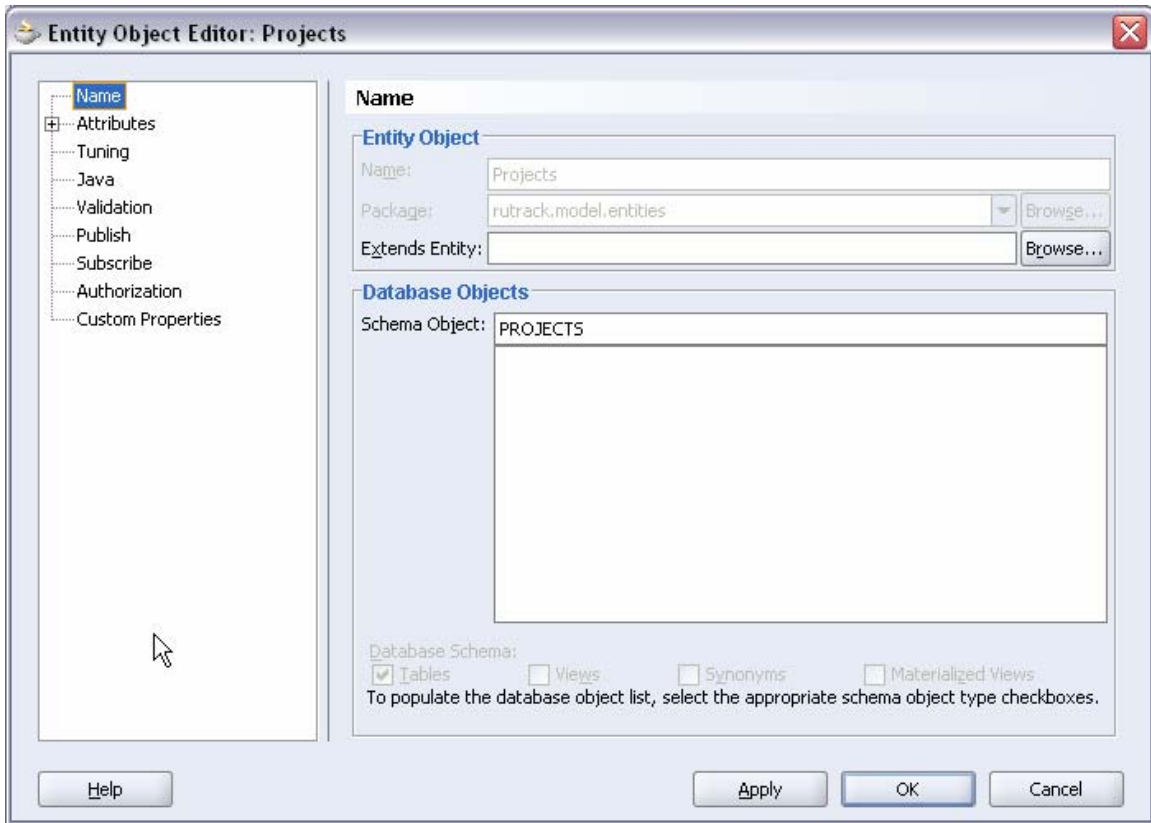 Entity Object Editor: Projects
Name
Attributes
Tuning
Java
Validation
Publish
Subscribe
Authorization
Custom Properties
Name
Entity Object
Name: Projects
Package: rutrack.model.entities Browse...
Extends Entity: Browse...
Database Objects
Schema Object: PROJECTS
Database Schema:
Tables Views Synonyms Materialized Views
To populate the database object list, select the appropriate schema object type checkboxes.
Help Apply OK Cancel